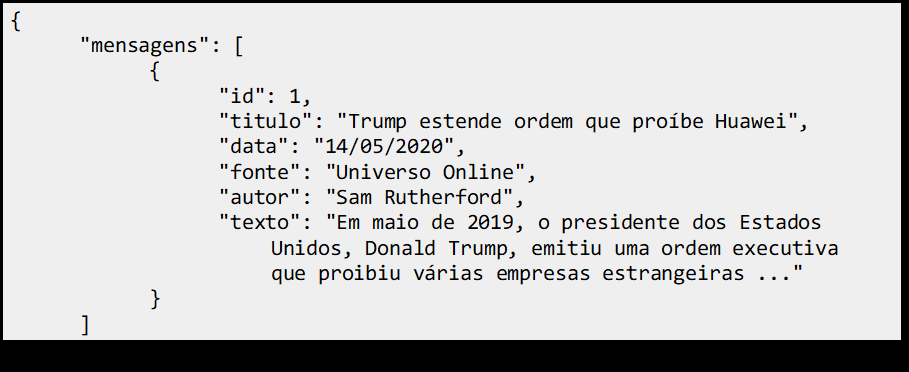 {
"mensagens": [
{
"id": 1,
"titulo": "Trump estende ordem que proíbe Huawei",
"data": "14/05/2020",
"fonte": "Universo Online",
"autor": "Sam Rutherford",
"texto": "Em maio de 2019, o presidente dos Estados
Unidos, Donald Trump, emitiu uma ordem executiva
que proibiu várias empresas estrangeiras ..."
}
]